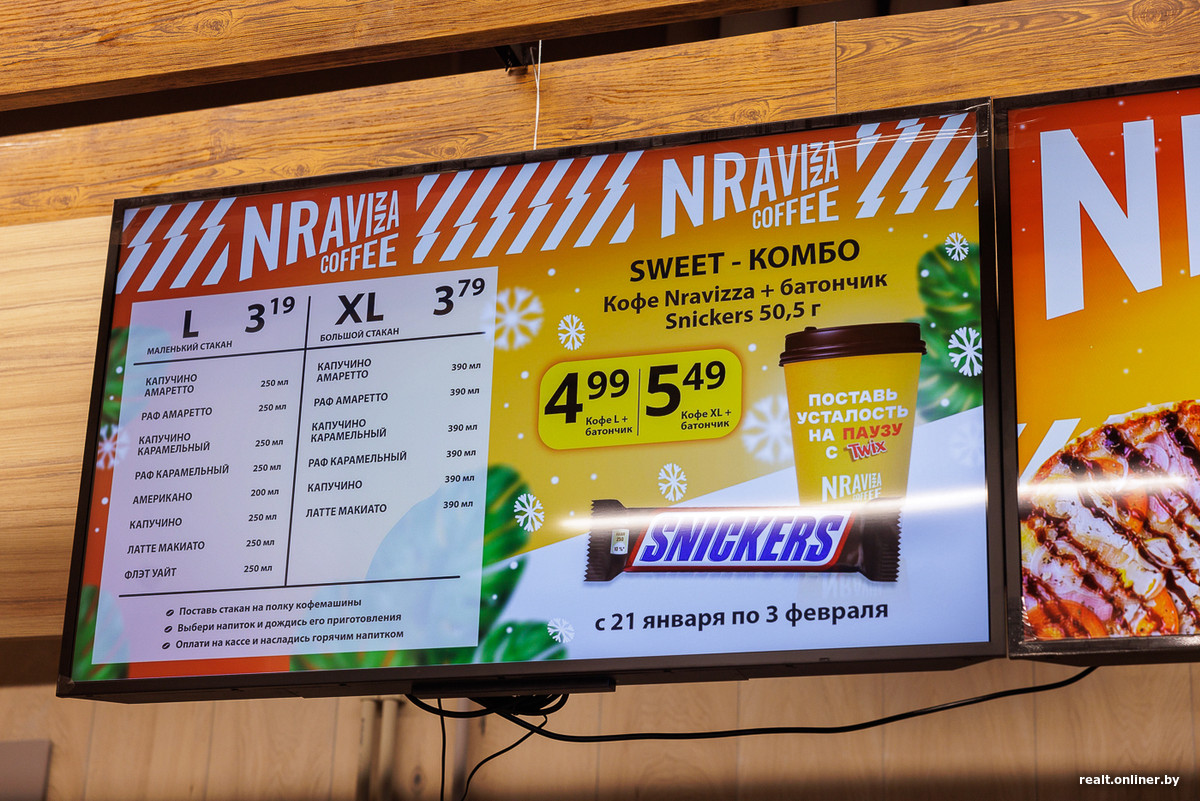 NRAVIZZA
COFFEE
NRAVIZZA
COFFEE
L 3 19
МАЛЕНЬКИЙ СТАКАН
КАПУЧИНО
АМАРЕТТО 250 мл
РАФ АМАРЕТТО 250 мл
КАПУЧИНО
КАРАМЕЛЬНЫЙ 250 мл
РАФ КАРАМЕЛЬНЫЙ 250 мл
АМЕРИКАНО 200 мл
КАПУЧИНО 250 мл
ЛАТТЕ МАКИАТО 250 мл
ФЛЭТ УАЙТ 250 мл
XL 3 79
БОЛЬШОЙ СТАКАН
КАПУЧИНО
АМАРЕТТО 390 мл
РАФ АМАРЕТТО 390 мл
КАПУЧИНО
КАРАМЕЛЬНЫЙ 390 мл
РАФ КАРАМЕЛЬНЫЙ 390 мл
КАПУЧИНО 390 мл
ЛАТТЕ МАКИАТО 390 мл
Поставь стакан на полку кофемашины
Выбери напиток и дождись его приготовления
Оплати на кассе и насладись горячим напитком
SWEET - КОМБО
Кофе Nravizza + батончик
Snickers 50,5 г
4 99
Кофе L +
батончик
5 49
Кофе XL +
батончик
ПОСТАВЬ
УСТАЛОСТЬ
НА ПАУЗУ
С Twix
NRAVIZZA
COFFEE
SNICKERS
с 21 января по 3 февраля
N
realt.onliner.by